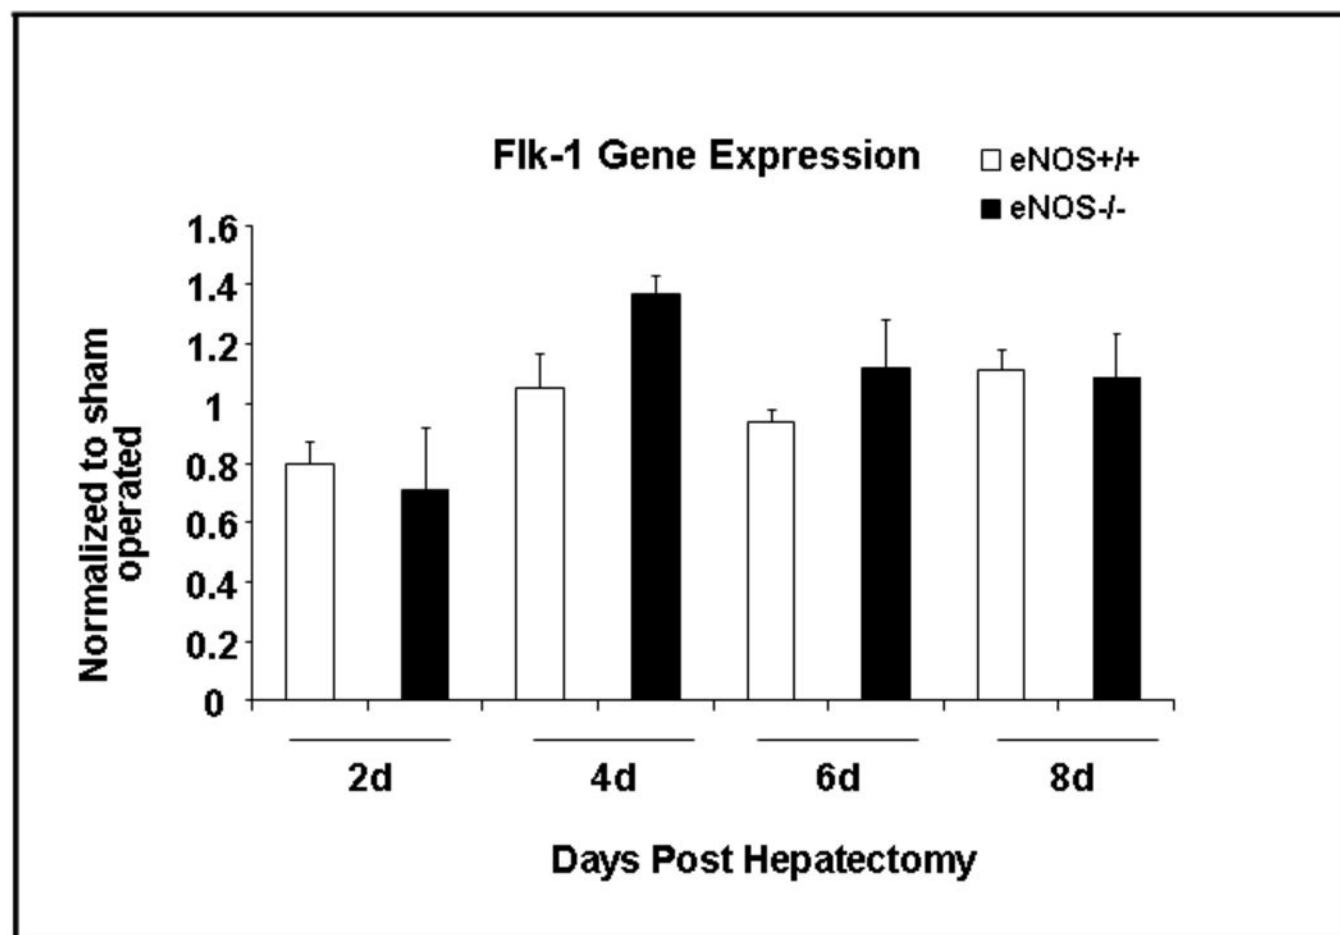 Flk-1 Gene Expression
eNOS+/+
eNOS-/-
1.6
1.4
1.2
1
0.8
0.6
0.4
0.2
0
Normalized to sham
operated
2d
4d
6d
8d
Days Post Hepatectomy